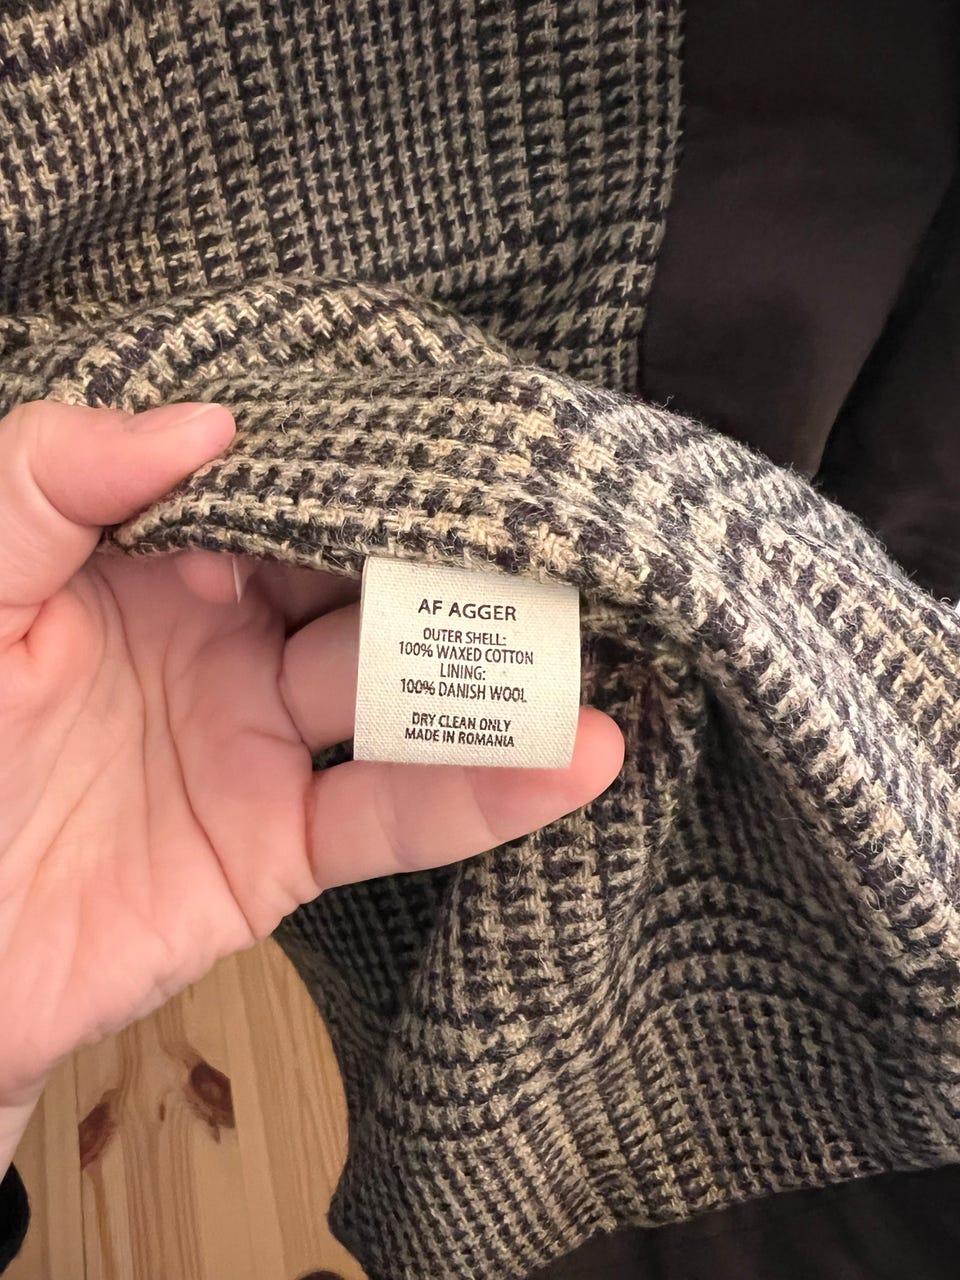 AF AGGER
OUTER SHELL:
100% WAXED COTTON
LINING:
100% DANISH WOOL
DRY CLEAN ONLY
MADE IN ROMANIA